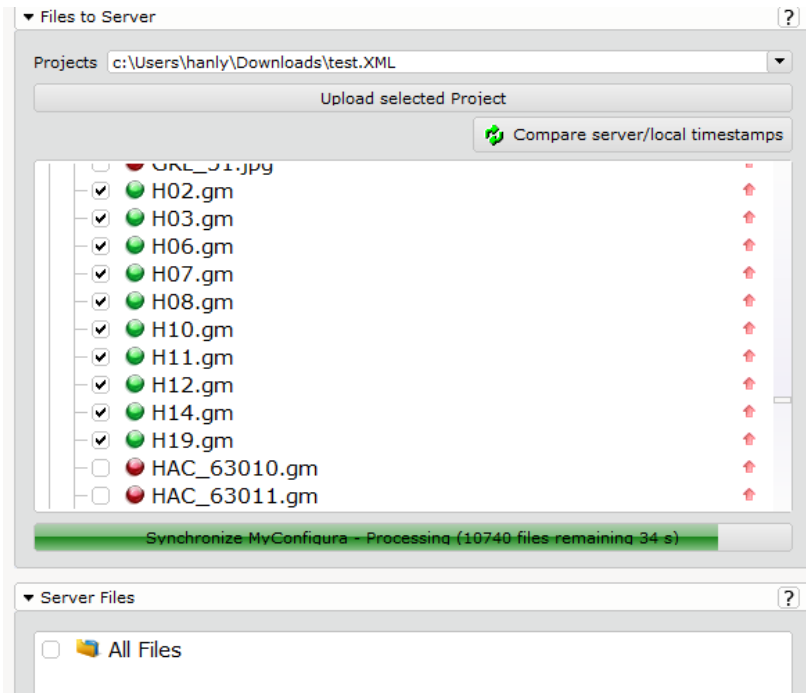 Files to Server ?
Projects c:\Users\hanly\Downloads\test.XML
Upload selected Project
Compare server/local timestamps
GRL_51.jpg
H02.gm
H03.gm
H06.gm
H07.gm
H08.gm
H10.gm
H11.gm
H12.gm
H14.gm
H19.gm
HAC_63010.gm
HAC_63011.gm
Synchronize MyConfigura - Processing (10740 files remaining 34 s)
Server Files ?
All Files